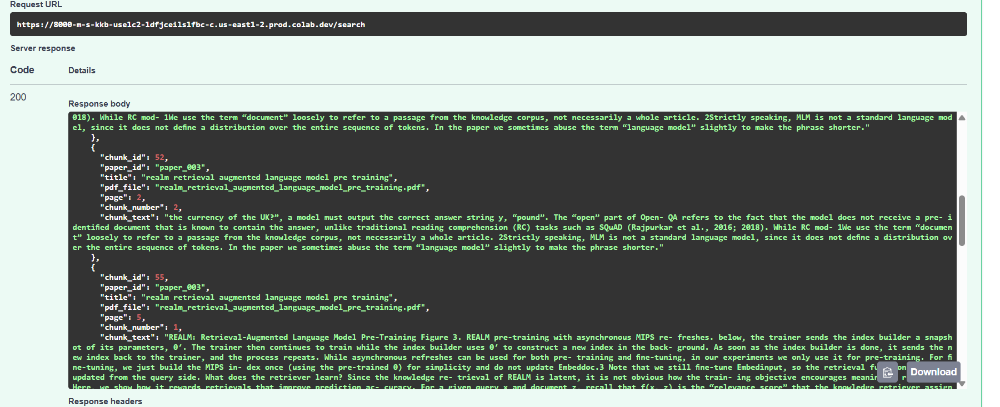 Request URL
https://8000-m-s-kkb-use1c2-1dfjceils1fbc-c.us-east1-2.prod.colab.dev/search
Server response
Code Details
200
Response body
018). While RC mod- 1We use the term “document” loosely to refer to a passage from the knowledge corpus, not necessarily a whole article. 2Strictly speaking, MLM is not a standard language mod
el, since it does not define a distribution over the entire sequence of tokens. In the paper we sometimes abuse the term “language model” slightly to make the phrase shorter."
},
{
"chunk_id": 52,
"paper_id": "paper_003",
"title": "realm retrieval augmented language model pre training",
"pdf_file": "realm_retrieval_augmented_language_model_pre_training.pdf",
"page": 2,
"chunk_number": 2,
"chunk_text": "the currency of the UK?”, a model must output the correct answer string y, “pound”. The “open” part of Open- QA refers to the fact that the model does not receive a pre- i
dentified document that is known to contain the answer, unlike traditional reading comprehension (RC) tasks such as SQuAD (Rajpurkar et al., 2016; 2018). While RC mod- 1We use the term “documen
t” loosely to refer to a passage from the knowledge corpus, not necessarily a whole article. 2Strictly speaking, MLM is not a standard language model, since it does not define a distribution ov
er the entire sequence of tokens. In the paper we sometimes abuse the term “language model” slightly to make the phrase shorter."
},
{
"chunk_id": 55,
"paper_id": "paper_003",
"title": "realm retrieval augmented language model pre training",
"pdf_file": "realm_retrieval_augmented_language_model_pre_training.pdf",
"page": 5,
"chunk_number": 1,
"chunk_text": "REALM: Retrieval-Augmented Language Model Pre-Training Figure 3. REALM pre-training with asynchronous MIPS re- freshes. below, the trainer sends the index builder a snapsh
ot of its parameters, θ′. The trainer then continues to train while the index builder uses θ′ to construct a new index in the back- ground. As soon as the index builder is done, it sends the n
ew index back to the trainer, and the process repeats. While asynchronous refreshes can be used for both pre- training and fine-tuning, in our experiments we only use it for pre-training. For fi
ne-tuning, we just build the MIPS in- dex once (using the pre-trained θ) for simplicity and do not update Embeddoc.3 Note that we still fine-tune Embedinput, so the retrieval
updated from the query side. What does the retriever learn? Since the knowledge re- trieval of REALM is latent, it is not obvious how the train- ing objective encourages
Here, we show how it rewards retrievals that improve prediction ac- curacy. For a given query x and document z, recall that f(x, z) is the “relevance score” that the knowledge retriever assign
Download
Response headers